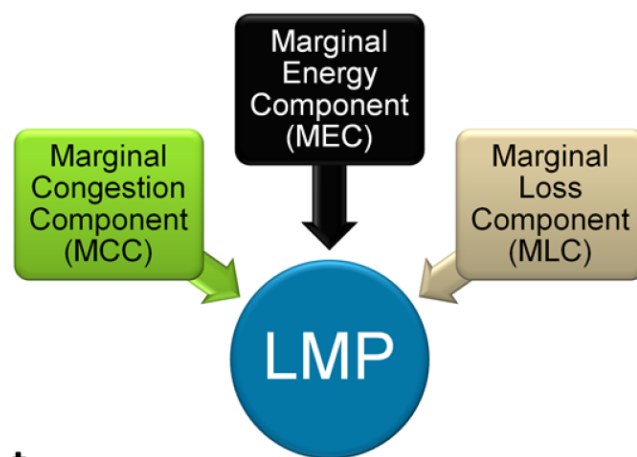 Marginal
Energy
Component
(MEC)
Marginal
Congestion
Component
(MCC)
Marginal
Loss
Component
(MLC)
LMP